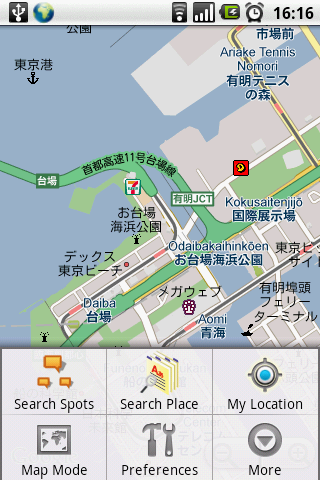 16:16
市場前
公園
Ariake Tennis
Nomori
有明テニス
の森
東京港
首都高速11号台場線
台場
有明JCT
お台場
海浜公園
Kokusaitenjijō
国際展示場
Odaibakaihinkōen
お台場海浜公園
デックス
東京ビーチ
東京ビ
サイ
メガウェブ
有明埠頭
フェリー
ターミナル
Daiba
台場
Aomi
青海
Search Spots
Search Place
My Location
Map Mode
Preferences
More